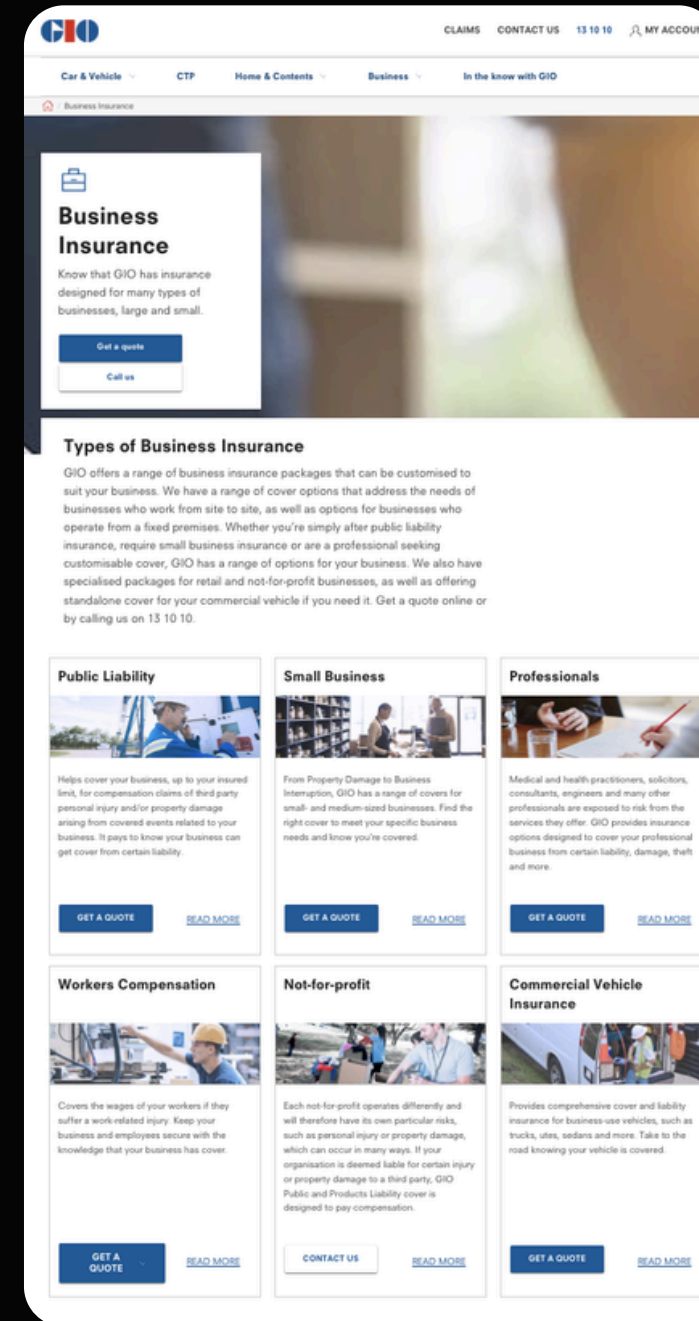 GIO
CLAIMS CONTACT US 13 10 10 MY ACCOUN
Car & Vehicle CTP Home & Contents Business In the know with GIO
/ Business Insurance
Business
Insurance
Know that GIO has insurance
designed for many types of
businesses, large and small.
Get a quote
Call us
Types of Business Insurance
GIO offers a range of business insurance packages that can be customised to
suit your business. We have a range of cover options that address the needs of
businesses who work from site to site, as well as options for businesses who
operate from a fixed premises. Whether you're simply after public liability
insurance, require small business insurance or are a professional seeking
customisable cover, GIO has a range of options for your business. We also have
specialised packages for retail and not-for-profit businesses, as well as offering
standalone cover for your commercial vehicle if you need it. Get a quote online or
by calling us on 13 10 10.
Public Liability
Helps cover your business, up to your insured
limit, for compensation claims of third party
personal injury and/or property damage
arising from covered events related to your
business. It pays to know your business can
get cover from certain liability.
GET A QUOTE READ MORE
Small Business
From Property Damage to Business
Interruption, GIO has a range of covers for
small- and medium-sized businesses. Find the
right cover to meet your specific business
needs and know you're covered.
GET A QUOTE READ MORE
Professionals
Medical and health practitioners, solicitors,
consultants, engineers and many other
professionals are exposed to risk from the
services they offer. GIO provides insurance
options designed to cover your professional
business from certain liability, damage, theft
and more.
GET A QUOTE READ MORE
Workers Compensation
Covers the wages of your workers if they
suffer a work-related injury. Keep your
business and employees secure with the
knowledge that your business has cover.
GET A
QUOTE
READ MORE
Not-for-profit
Each not-for-profit operates differently and
will therefore have its own particular risks,
such as personal injury or property damage,
which can occur in many ways. If your
organisation is deemed liable for certain injury
or property damage to a third party, GIO
Public and Products Liability cover is
designed to pay compensation.
CONTACT US READ MORE
Commercial Vehicle
Insurance
Provides comprehensive cover and liability
insurance for business-use vehicles, such as
trucks, utes, sedans and more. Take to the
road knowing your vehicle is covered.
GET A QUOTE READ MORE